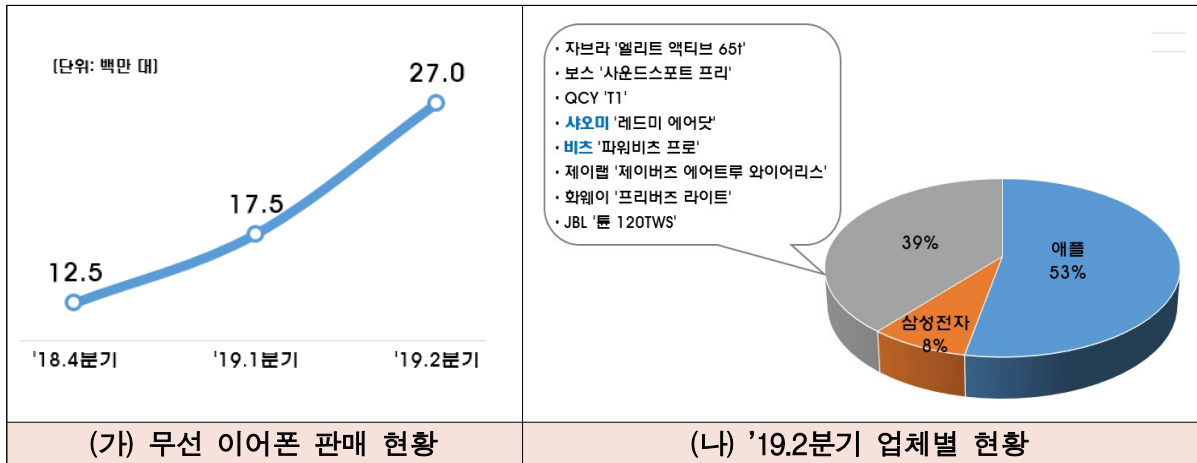 (단위: 백만 대)
27.0
17.5
12.5
'18.4분기
'19.1분기
'19.2분기
(가) 무선 이어폰 판매 현황
· 자브라 '엘리트 액티브 65t'
· 보스 '사운드스포트 프리'
· QCY 'T1'
· 샤오미 '레드미 에어닷'
· 비츠 '파워비츠 프로'
· 제이랩 '제이버즈 에어트루 와이어리스'
· 화웨이 '프리버즈 라이트'
· JBL '튠 120TWS'
39%
애플
53%
삼성전자
8%
(나) '19.2분기 업체별 현황